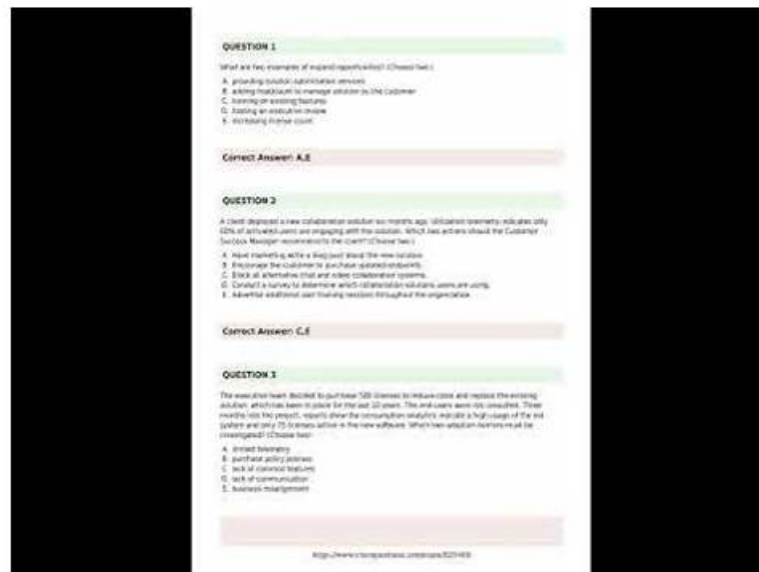 QUESTION 1
What are two examples of expand opportunities? (Choose two.)
A. providing solution optimization services
B. adding headcount to manage solution by the customer
C. training on existing features
D. hosting an executive review
E. increasing license count
Correct Answer: A,E
QUESTION 2
A client deployed a new collaboration solution six months ago. Utilization telemetry indicates only
60% of activated users are engaging with the solution. Which two actions should the Customer
Success Manager recommend to the client? (Choose two.)
A. Have marketing write a blog post about the new solution.
B. Encourage the customer to purchase updated endpoints.
C. Block all alternative chat and video collaboration systems.
D. Conduct a survey to determine which collaboration solutions users are using.
E. Advertise additional user training sessions throughout the organization.
Correct Answer: C,E
QUESTION 3
The executive team decided to purchase 500 licenses to reduce costs and replace the existing
solution, which has been in place for the last 10 years. The end-users were not consulted. Three
months into the project, reports show the consumption analytics indicate a high usage of the old
system and only 75 licenses active in the new software. Which two adoption barriers must be
investigated? (Choose two)
A. limited telemetry
B. purchase policy process
C. lack of common features
D. lack of communication
E. business misalignment